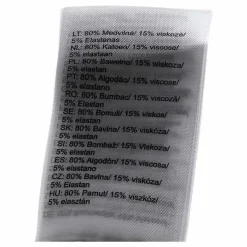 LT: 80% Medvilnė/ 15% viskozė/
5% Elastanas
NL: 80% Katoen/ 15% viscose/
5% elastaan
PL: 80% Bawełna/ 15% wiskoza/
5% elastan
PT: 80% Algodão/ 15% viscose/
5% elastano
RO: 80% Bumbac/ 15% viscoză/
5% elastan
SE: 80% Bomull/ 15% viskos/
5% elastan
SK: 80% Bavlna/ 15% viskóza/
5% elastan
SI: 80% Bombaž/ 15% viskoza/
5% elastan
ES: 80% Algodón/ 15% viscosa/
5% elastano
CZ: 80% Bavlna/ 15% viskóza/
5% Elastan
HU: 80% Pamut/ 15% viszkóz/
5% elasztán